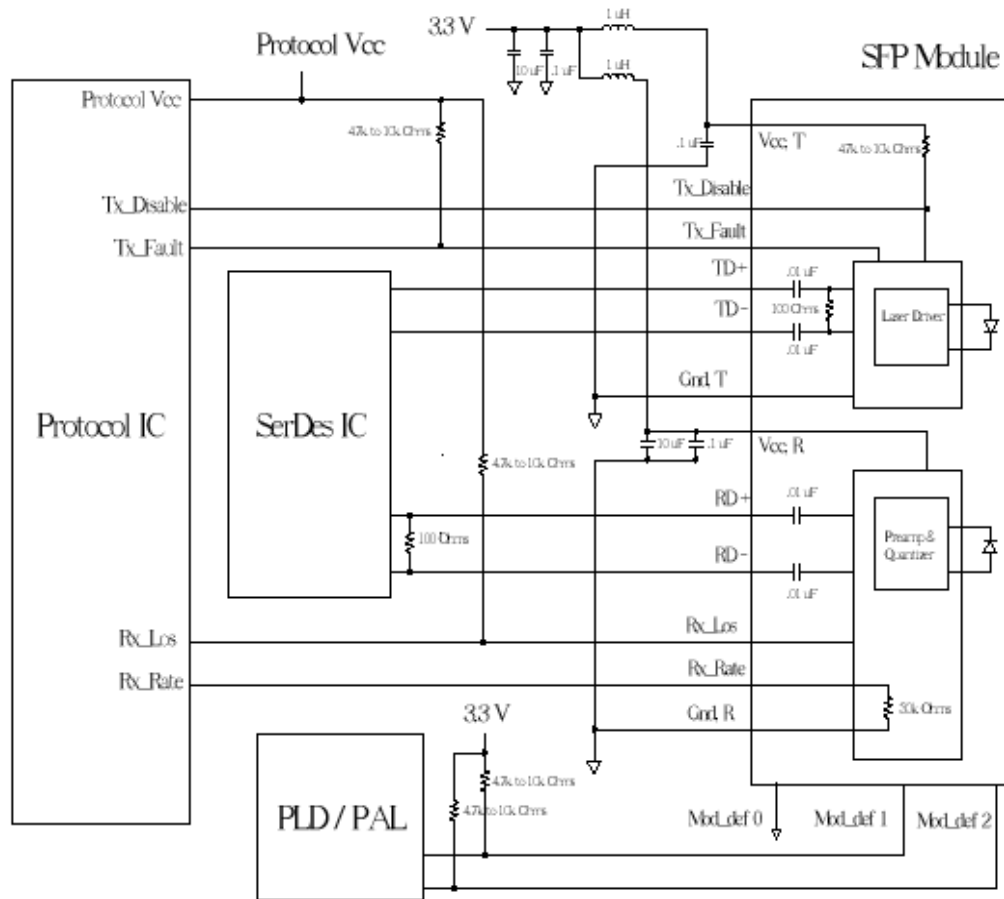 1 uH
3.3 V
Protocol Vcc
10 uF
.1 uF
1 uH
SFP Module
Protocol Vcc
47k to 10k Ohms
.1 uF
Vcc, T
47k to 10k Ohms
Tx_Disable
Tx_Disable
Tx_Fault
Tx_Fault
TD+
.01 uF
TD-
100 Ohms
Laser Driver
.01 uF
Gnd, T
Protocol IC
SerDes IC
10 uF
.1 uF
Vcc, R
4.7k to 10k Ohms
RD+
.01 uF
100 Ohms
Preamp &
Quantizer
RD-
.01 uF
Rx_Los
Rx_Los
Rx_Rate
Rx_Rate
3.3 V
Gnd, R
30k Ohms
4.7k to 10k Ohms
4.7k to 10k Ohms
PLD / PAL
Mod_def 0
Mod_def 1
Mod_def 2